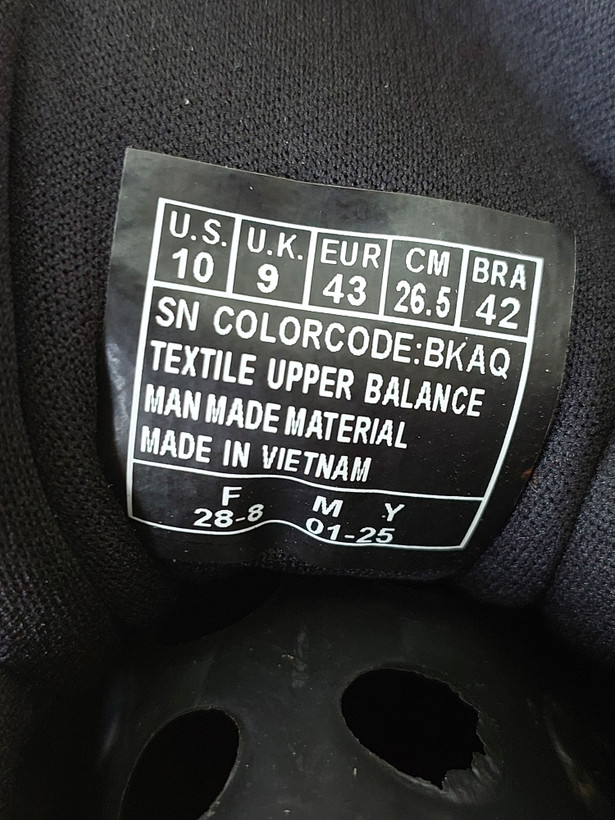 U.S. U.K. EUR CM BRA
10 9 43 26.5 42
SN COLORCODE:BKAQ
TEXTILE UPPER BALANCE
MAN MADE MATERIAL
MADE IN VIETNAM
F M Y
28-8 01-25